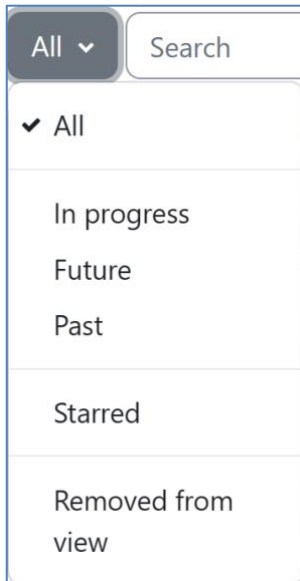 All
Search
All
In progress
Future
Past
Starred
Removed from
view